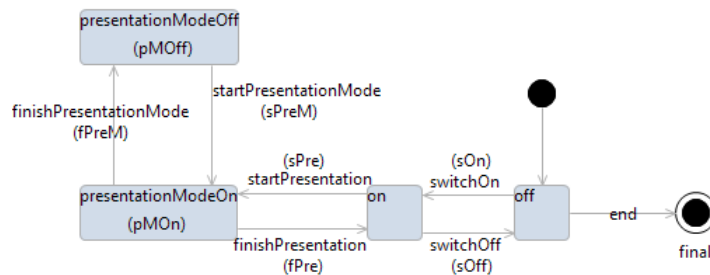 presentationModeOff
(pMOff)
finishPresentationMode
(fPreM)
startPresentationMode
(sPreM)
(sPre)
startPresentation
(sOn)
switchOn
presentationModeOn
(pMOn)
on
off
end
final
finishPresentation
(fPre)
switchOff
(sOff)